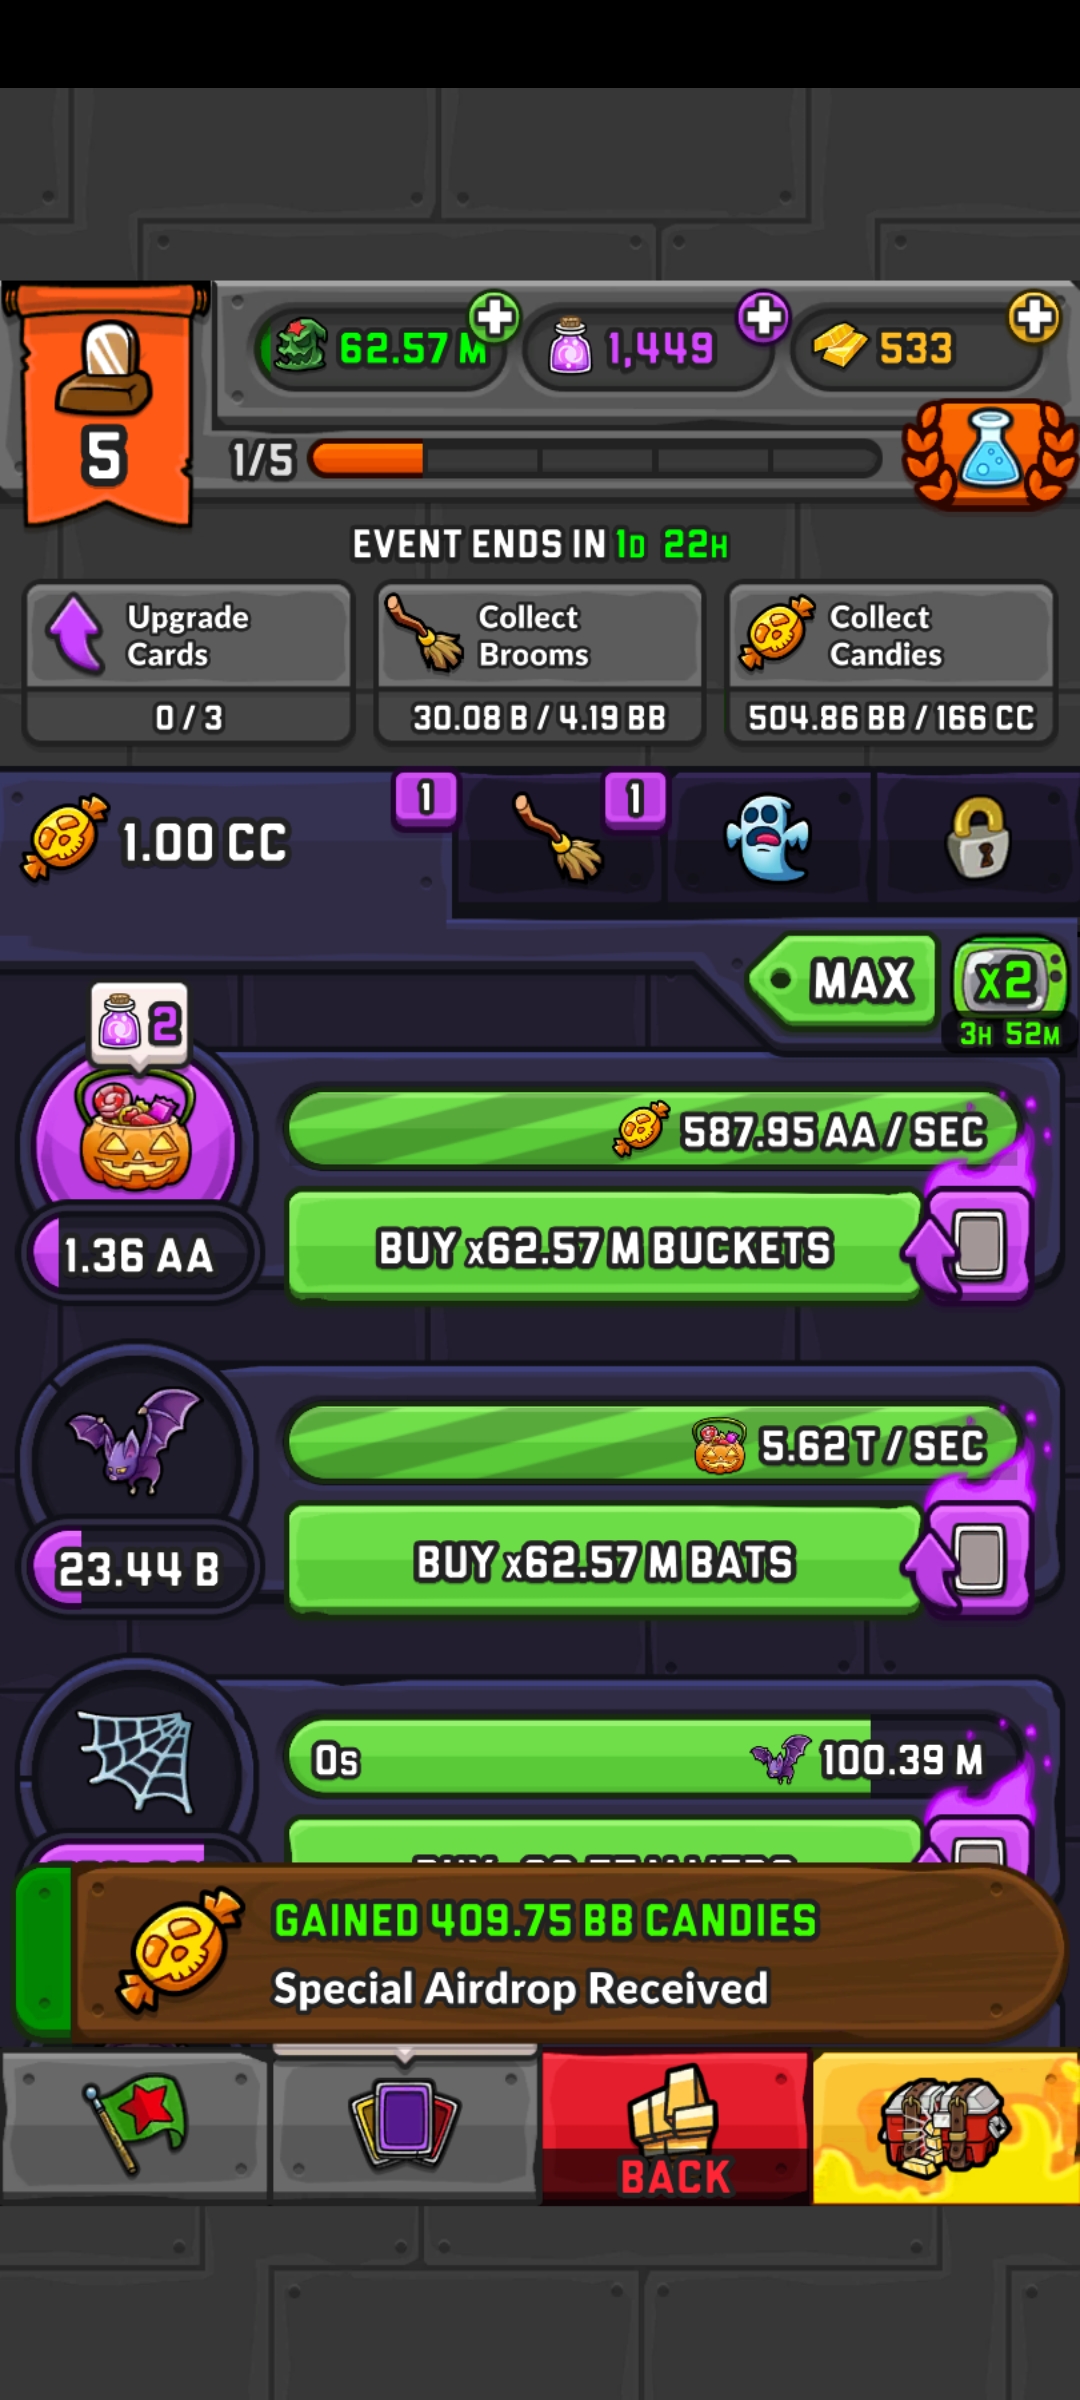 62.57 M
1,449
533
5
1/5
EVENT ENDS IN 1D 22H
Upgrade
Cards
0 / 3
Collect
Brooms
30.08 B / 4.19 BB
Collect
Candies
504.86 BB / 166 CC
1.00 CC
1
1
MAX
x2
3H 52M
2
587.95 AA / SEC
1.36 AA
BUY x62.57 M BUCKETS
5.62 T / SEC
23.44 B
BUY x62.57 M BATS
0s
100.39 M
GAINED 409.75 BB CANDIES
Special Airdrop Received
BACK